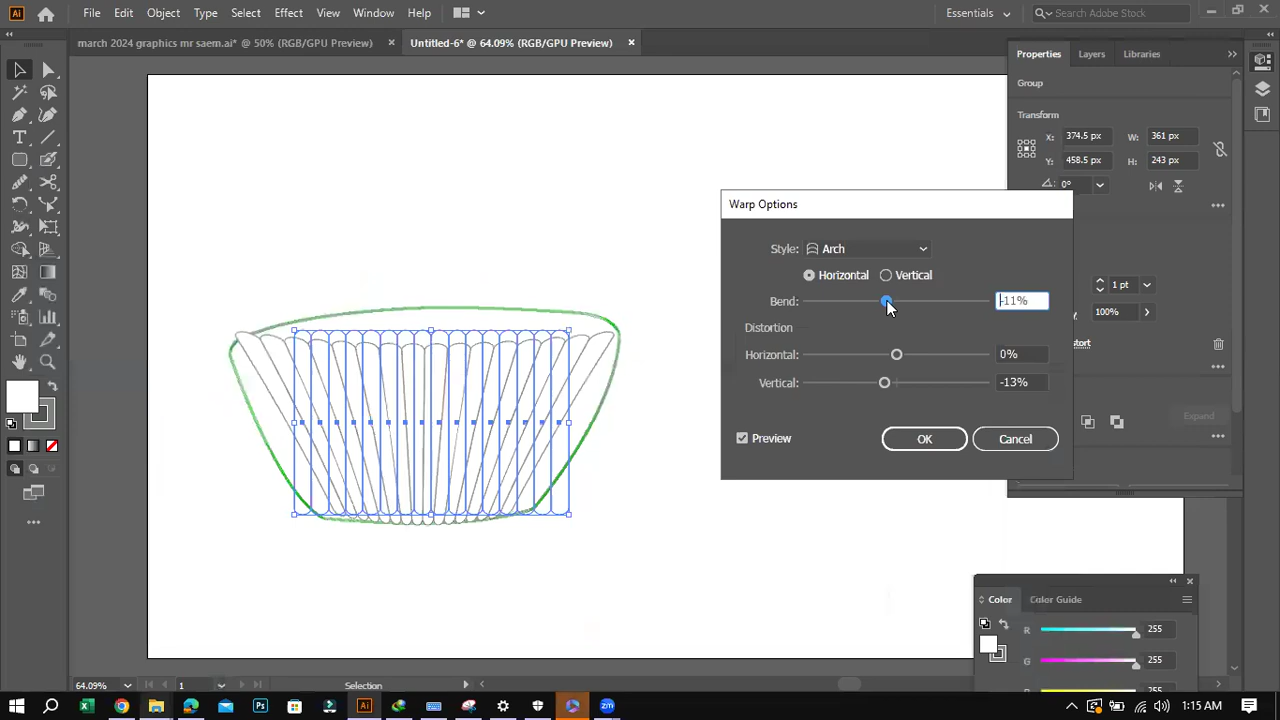 Ai File Edit Object Type Select Effect View Window Help Essentials Search Adobe Stock
march 2024 graphics mr saem.ai* @ 50% (RGB/GPU Preview) × Untitled-6* @ 64.09% (RGB/GPU Preview) ×
Properties Layers Libraries
Group
Transform
X: 374.5 px W: 361 px
Y: 458.5 px H: 243 px
0°
Warp Options
Style: Arch
Horizontal Vertical
Bend: -11%
Distortion
Horizontal: 0%
Vertical: -13%
Preview OK Cancel
1 pt
100%
Expand
Color Color Guide
R 255
G 255
64.09% 1 Selection
Ps 1:15 AM